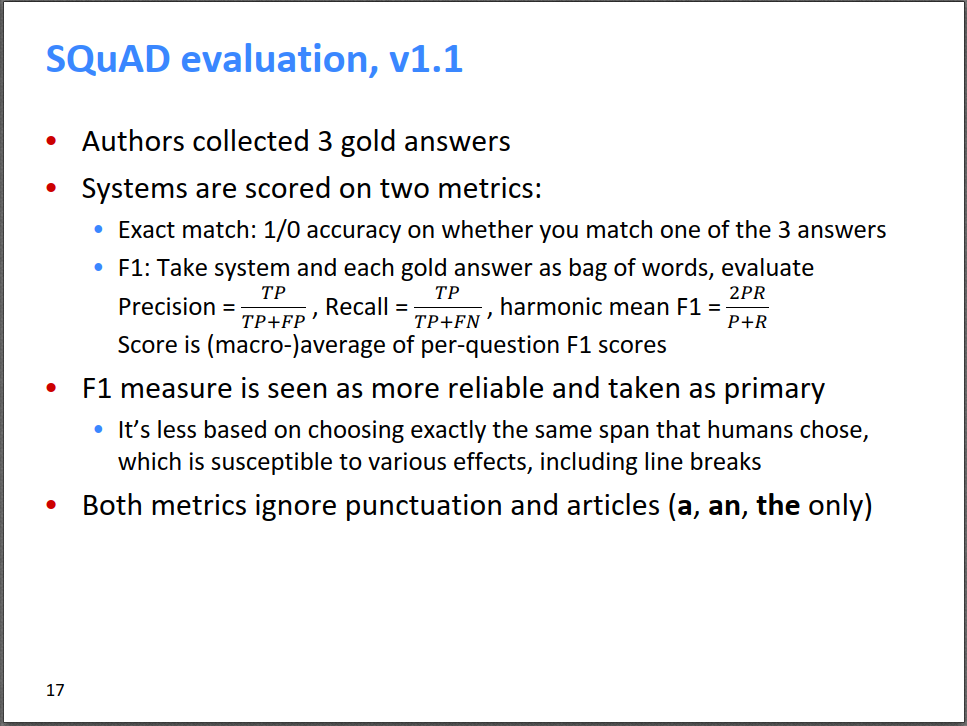 SQuAD evaluation, v1.1
• Authors collected 3 gold answers
• Systems are scored on two metrics:
• Exact match: 1/0 accuracy on whether you match one of the 3 answers
• F1: Take system and each gold answer as bag of words, evaluate
Precision = TP/(TP+FP) , Recall = TP/(TP+FN) , harmonic mean F1 = 2PR/(P+R)
Score is (macro-)average of per-question F1 scores
• F1 measure is seen as more reliable and taken as primary
• It’s less based on choosing exactly the same span that humans chose,
which is susceptible to various effects, including line breaks
• Both metrics ignore punctuation and articles (a, an, the only)
17